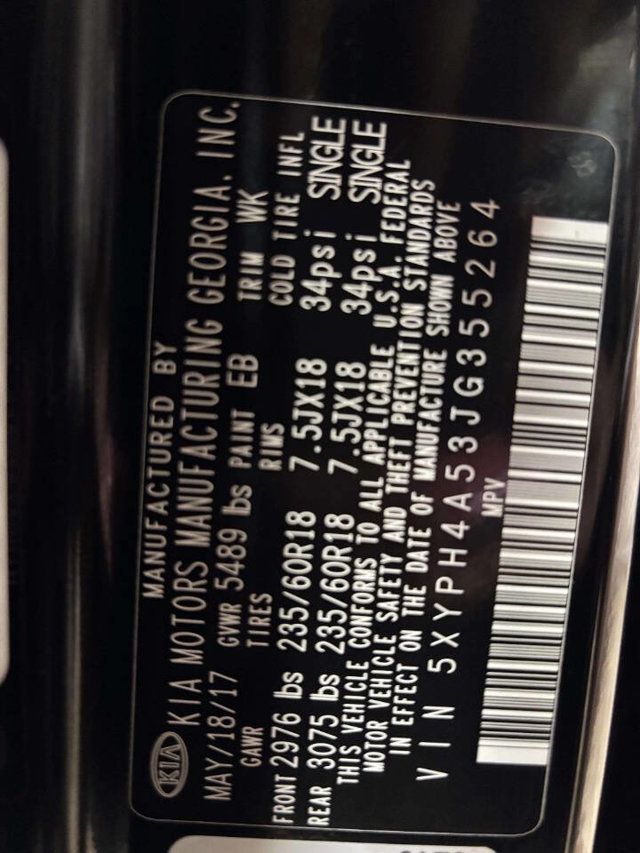 MANUFACTURED BY
KIA KIA MOTORS MANUFACTURING GEORGIA, INC.
MAY/18/17 GVWR 5489 lbs PAINT EB TRIM WK
GAWR TIRES RIMS COLD TIRE INFL
FRONT 2976 lbs 235/60R18 7.5JX18 34psi SINGLE
REAR 3075 lbs 235/60R18 7.5JX18 34psi SINGLE
THIS VEHICLE CONFORMS TO ALL APPLICABLE U.S.A. FEDERAL
MOTOR VEHICLE SAFETY AND THEFT PREVENTION STANDARDS
IN EFFECT ON THE DATE OF MANUFACTURE SHOWN ABOVE
VIN 5XYPH4A53JG355264
MPV